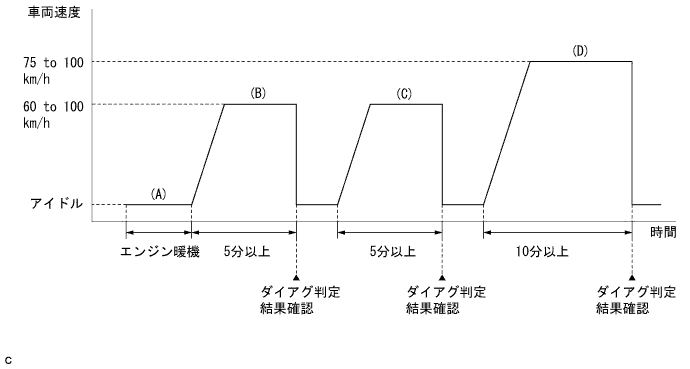 車両速度
75 to 100
km/h
(D)
60 to 100
km/h
(B)
(C)
アイドル
(A)
時間
エンジン暖機
5分以上
5分以上
10分以上
ダイアグ判定
結果確認
ダイアグ判定
結果確認
ダイアグ判定
結果確認
c